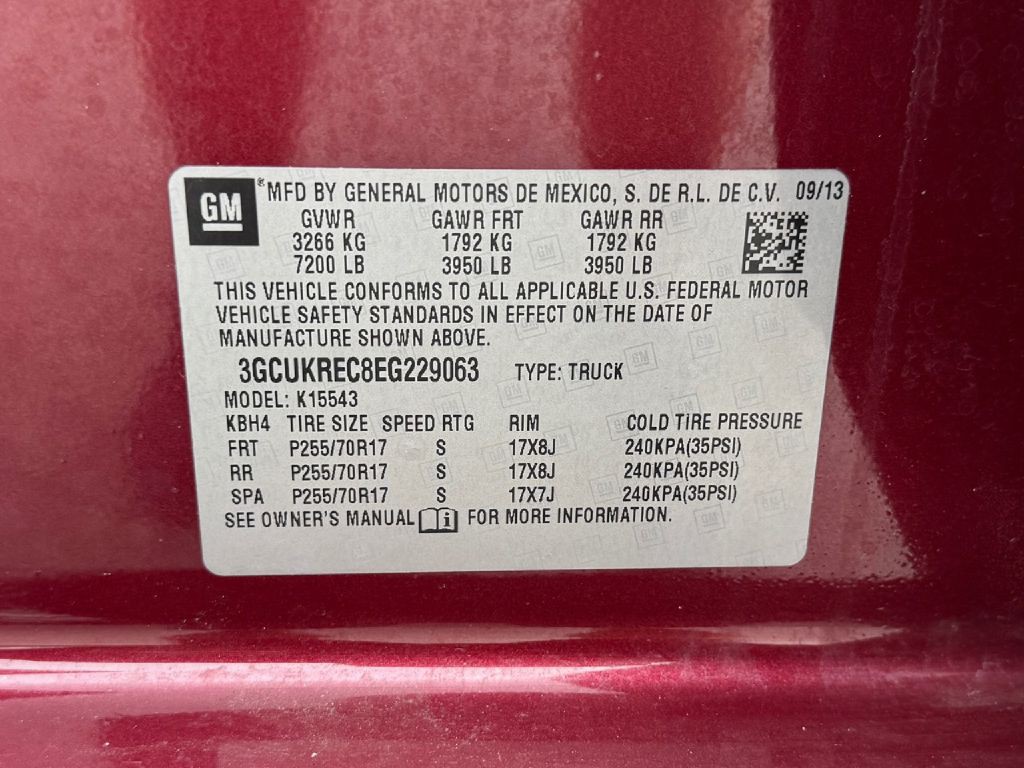 GM ® MFD BY GENERAL MOTORS DE MEXICO, S. DE R.L. DE C.V. 09/13
GVWR GAWR FRT GAWR RR
3266 KG 1792 KG 1792 KG
7200 LB 3950 LB 3950 LB
THIS VEHICLE CONFORMS TO ALL APPLICABLE U.S. FEDERAL MOTOR
VEHICLE SAFETY STANDARDS IN EFFECT ON THE DATE OF
MANUFACTURE SHOWN ABOVE.
3GCUKREC8EG229063 TYPE: TRUCK
MODEL: K15543
KBH4 TIRE SIZE SPEED RTG RIM COLD TIRE PRESSURE
FRT P255/70R17 S 17X8J 240KPA(35PSI)
RR P255/70R17 S 17X8J 240KPA(35PSI)
SPA P255/70R17 S 17X7J 240KPA(35PSI)
SEE OWNER'S MANUAL i FOR MORE INFORMATION.